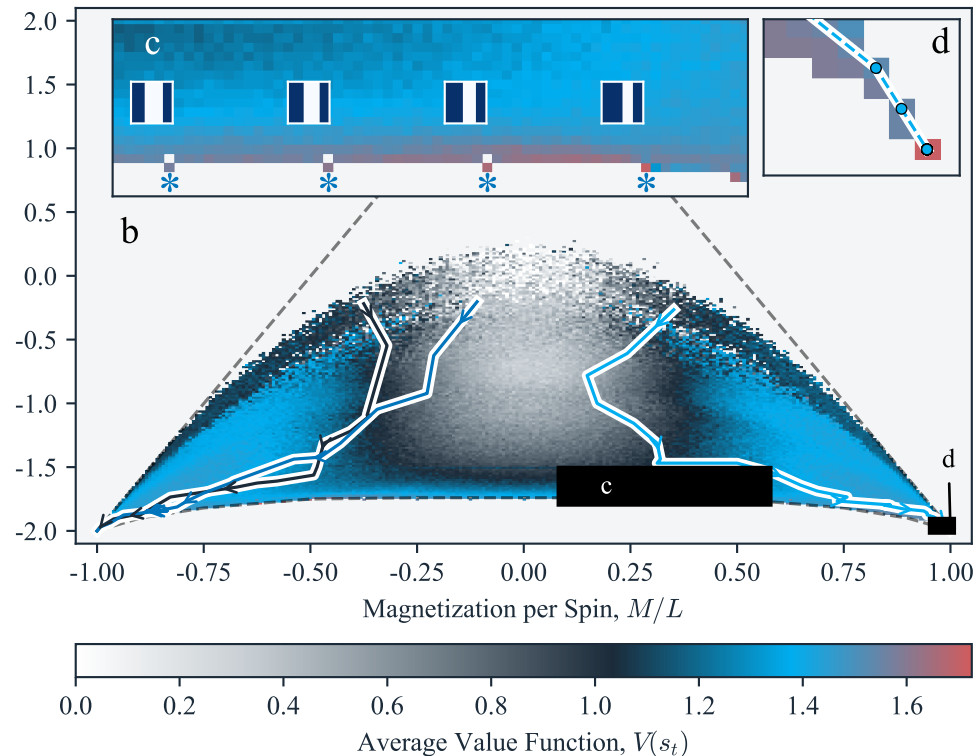 2.0
1.5
1.0
0.5
0.0
-0.5
-1.0
-1.5
-2.0
c
* * * *
d
b
c
d
-1.00 -0.75 -0.50 -0.25 0.00 0.25 0.50 0.75 1.00
Magnetization per Spin, M/L
0.0 0.2 0.4 0.6 0.8 1.0 1.2 1.4 1.6
Average Value Function, V(s_t)